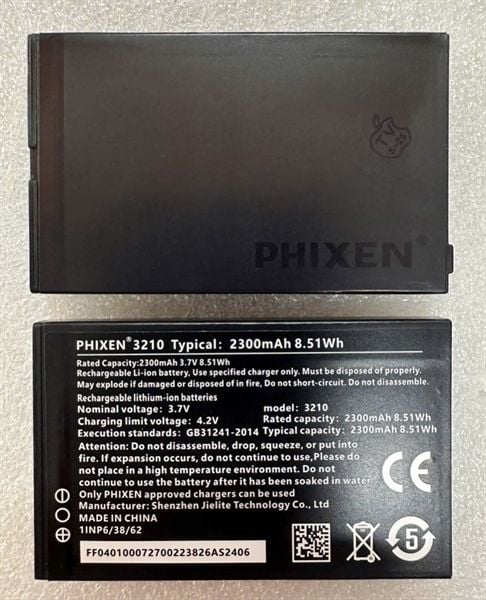 TVI
5-25
PHIXEN®
PHIXEN® 3210 Typical: 2300mAh 8.51Wh
Rated Capacity:2300mAh 3.7V 8.51Wh
Rechargeable Li-ion battery, Use specified charger only. Must be disposed of properly.
May explode if damaged or disposed of in fire, Do not short-circuit. Do not disassemble.
Rechargeable lithium-ion batteries
Nominal voltage: 3.7V model: 3210
Charging limit voltage: 4.2V Rated capacity: 2300mAh 8.51Wh
Execution standards: GB31241-2014 Typical capacity: 2300mAh 8.51Wh
Attention: Do not disassemble, drop, squeeze, or put into
fire. If expansion occurs, do not continue to use,Please do
not place in a high temperature environment. Do not
continue to use the battery after it has been soaked in water.
CE
Only PHIXEN approved chargers can be used
Manufacturer: Shenzhen Jielite Technology Co., Ltd
MADE IN CHINA
1INP6/38/62
FF040100072700223826AS2406
5